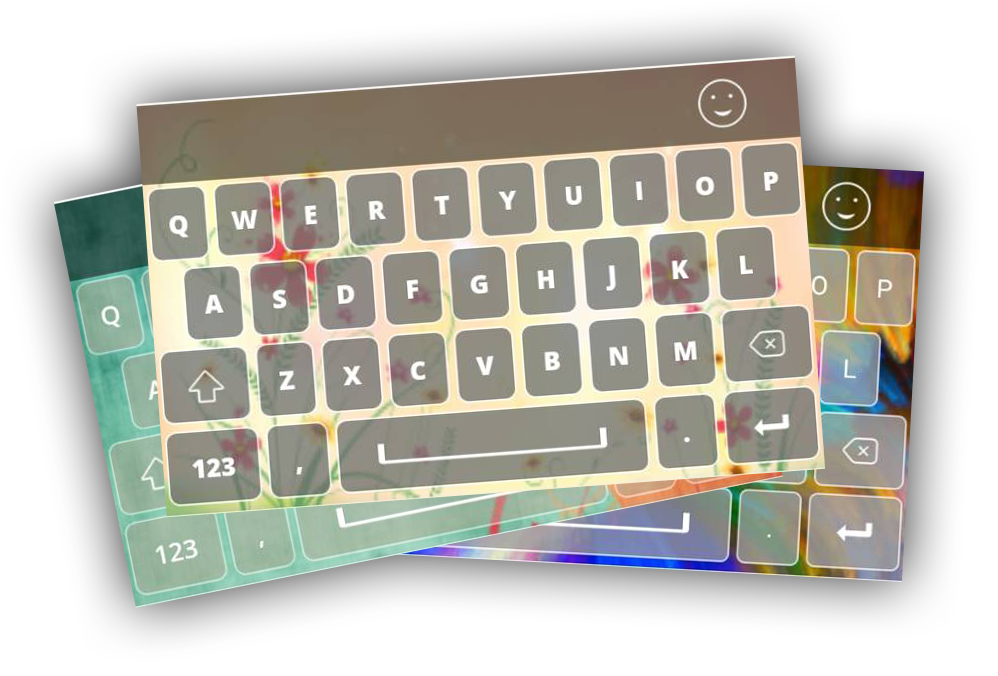 Q W E R T Y U I O P
A S D F G H J K L
Z X C V B N M
123 , .
Q
A
123 ,
O P
L
.